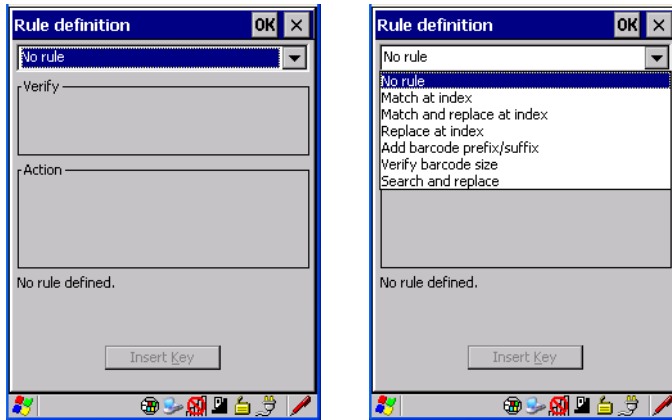 Rule definition OK ×
No rule
Verify
Action
No rule defined.
Insert Key
Rule definition OK ×
No rule
No rule
Match at index
Match and replace at index
Replace at index
Add barcode prefix/suffix
Verify barcode size
Search and replace
No rule defined.
Insert Key